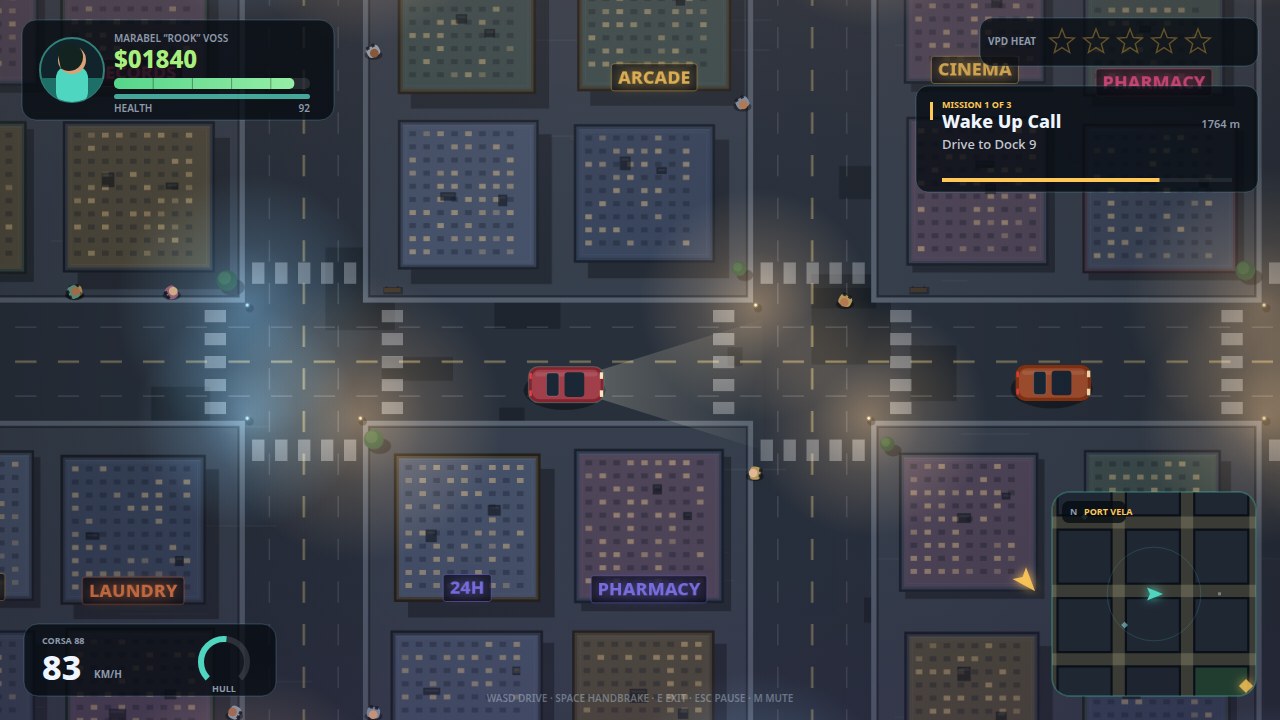 MARABEL "ROOK" VOSS
$01840
HEALTH 92
ARCADE
CINEMA
PHARMACY
VPD HEAT
MISSION 1 OF 3
Wake Up Call
1764 m
Drive to Dock 9
LAUNDRY
24H
PHARMACY
N PORT VELA
CORSA 88
83 KM/H
HULL
WASD DRIVE · SPACE HANDBRAKE · E EXIT · ESC PAUSE · M MUTE